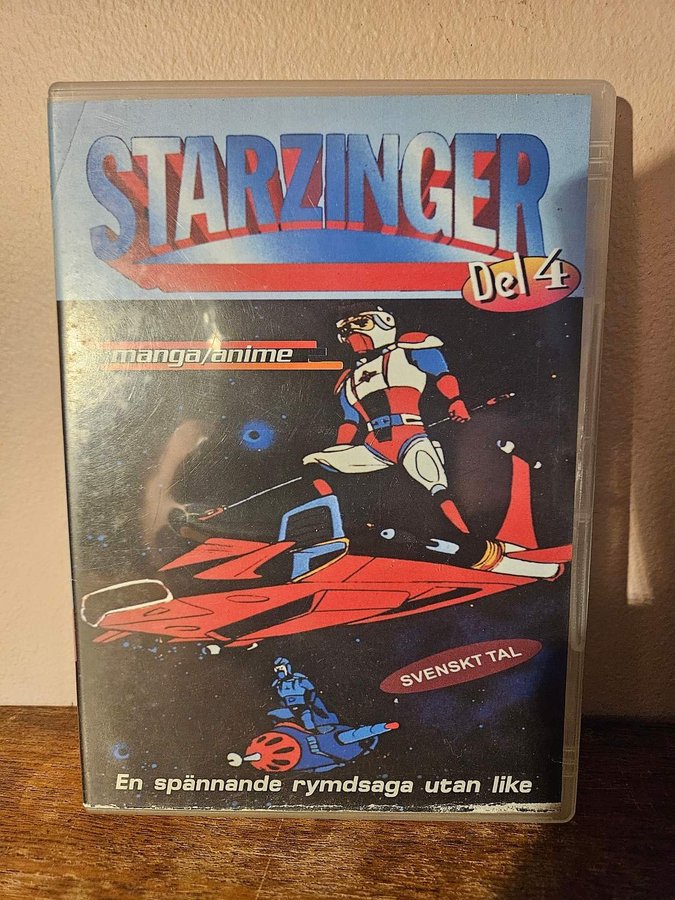 STARZINGER
Del 4
manga/anime
SVENSKT TAL
En spännande rymdsaga utan like